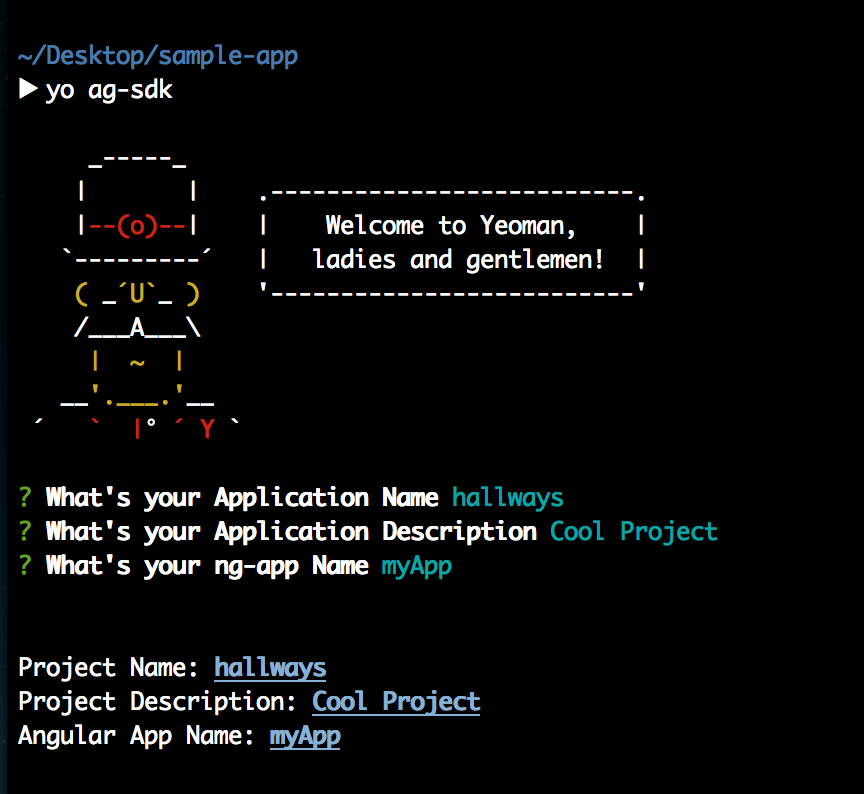 ~/Desktop/sample-app
▶ yo ag-sdk
     _-----_
    |       |    .--------------------------.
    |--(o)--|    |    Welcome to Yeoman,    |
   `---------´   |   ladies and gentlemen!  |
    ( _´U`_ )    '--------------------------'
    /___A___\
     |  ~  |
   __'.___.'__
 ´   `  |° ´ Y `
? What's your Application Name hallways
? What's your Application Description Cool Project
? What's your ng-app Name myApp
Project Name: hallways
Project Description: Cool Project
Angular App Name: myApp